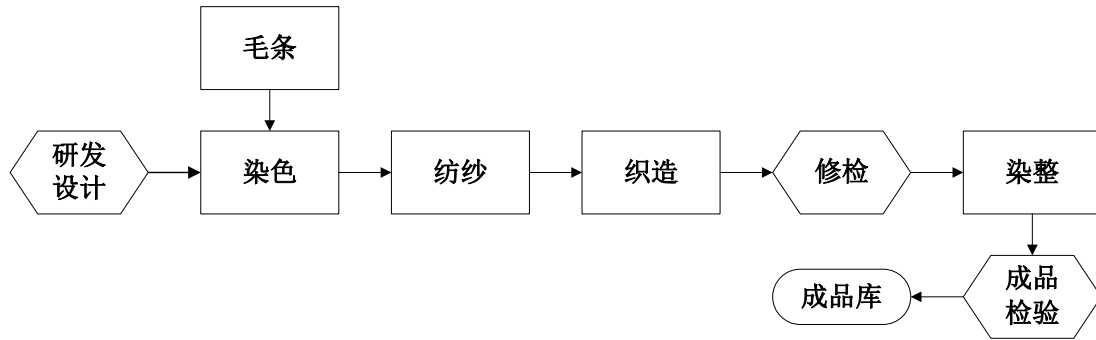 毛条
研发
设计
染色
纺纱
织造
修检
染整
成品
检验
成品库